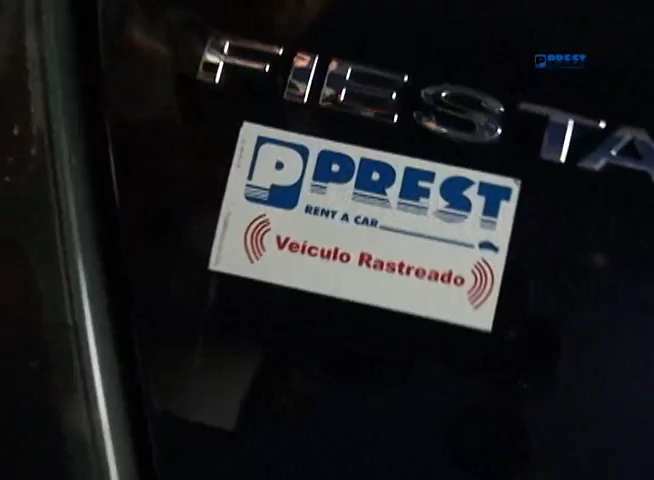 PREST
FIESTA
P PREST
RENT A CAR
Veículo Rastreado